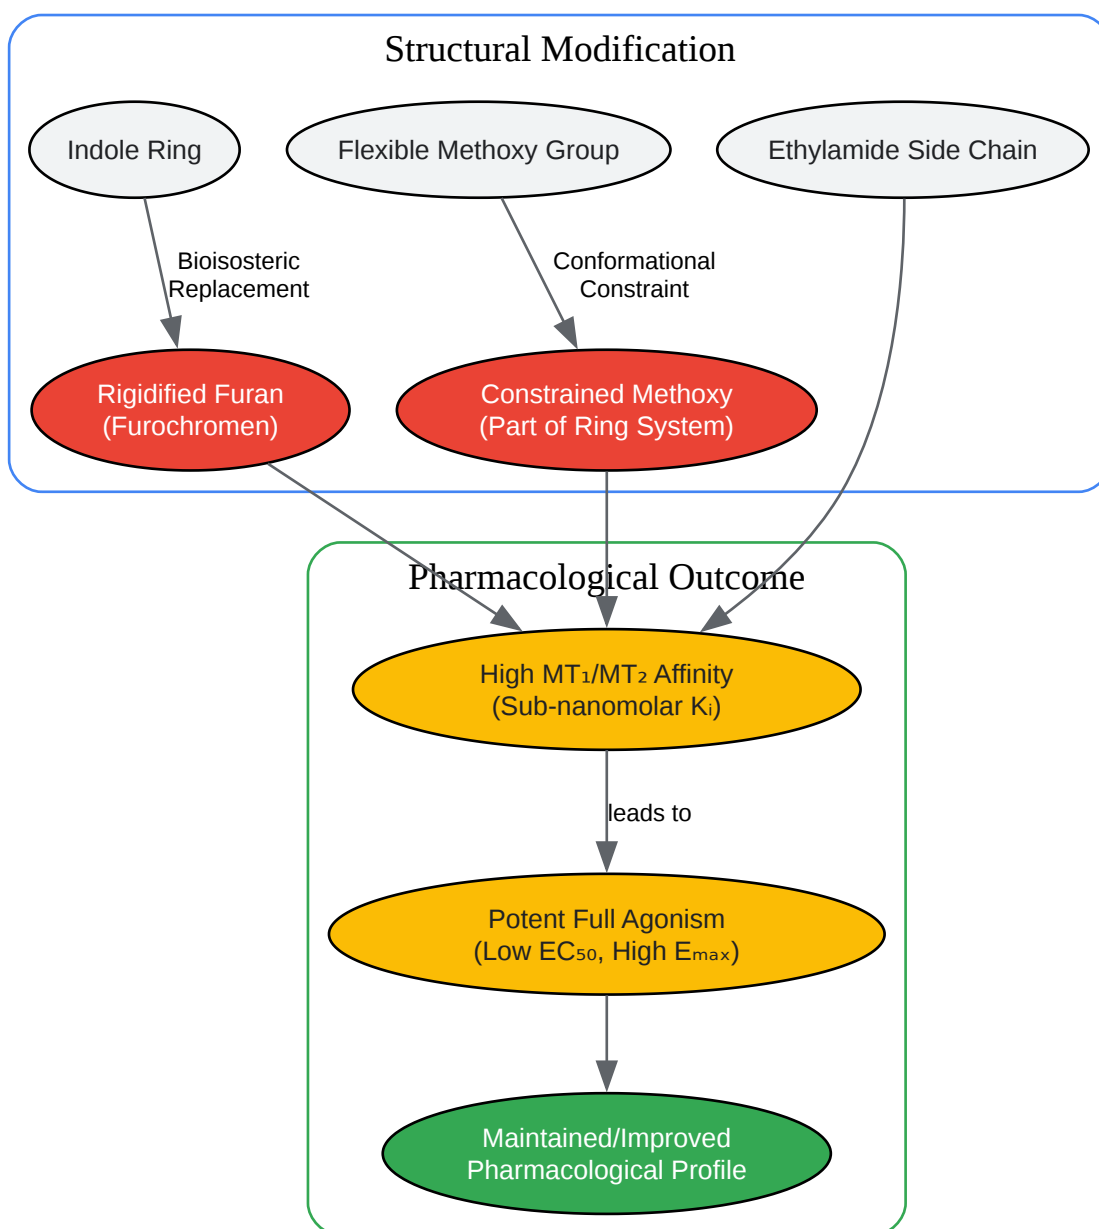 Structural Modification
Indole Ring
Flexible Methoxy Group
Ethylamide Side Chain
Bioisosteric
Replacement
Conformational
Constraint
Rigidified Furan
(Furochromen)
Constrained Methoxy
(Part of Ring System)
Pharmacological Outcome
High MT₁/MT₂ Affinity
(Sub-nanomolar Kᵢ)
leads to
Potent Full Agonism
(Low EC₅₀, High Eₘₐₓ)
Maintained/Improved
Pharmacological Profile